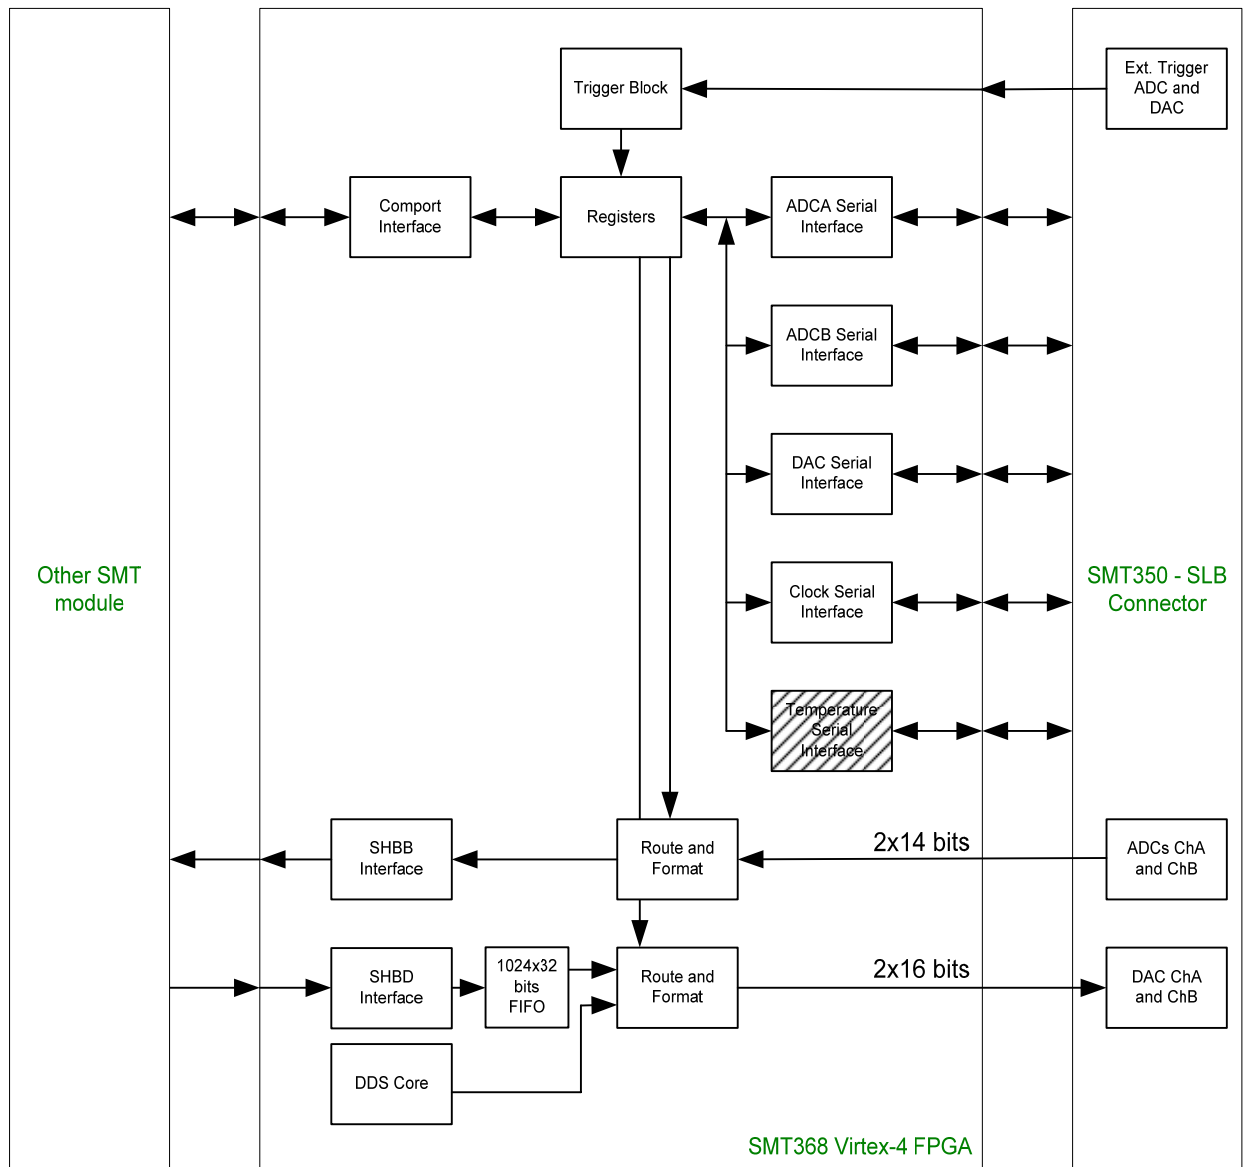 Trigger Block
Ext. Trigger
ADC and
DAC
Comport
Interface
Registers
ADCA Serial
Interface
ADCB Serial
Interface
DAC Serial
Interface
Other SMT
module
Clock Serial
Interface
SMT350 - SLB
Connector
Temperature
Serial
Interface
SHBB
Interface
Route and
Format
2x14 bits
ADCs ChA
and ChB
SHBD
Interface
1024x32
bits
FIFO
Route and
Format
2x16 bits
DAC ChA
and ChB
DDS Core
SMT368 Virtex-4 FPGA